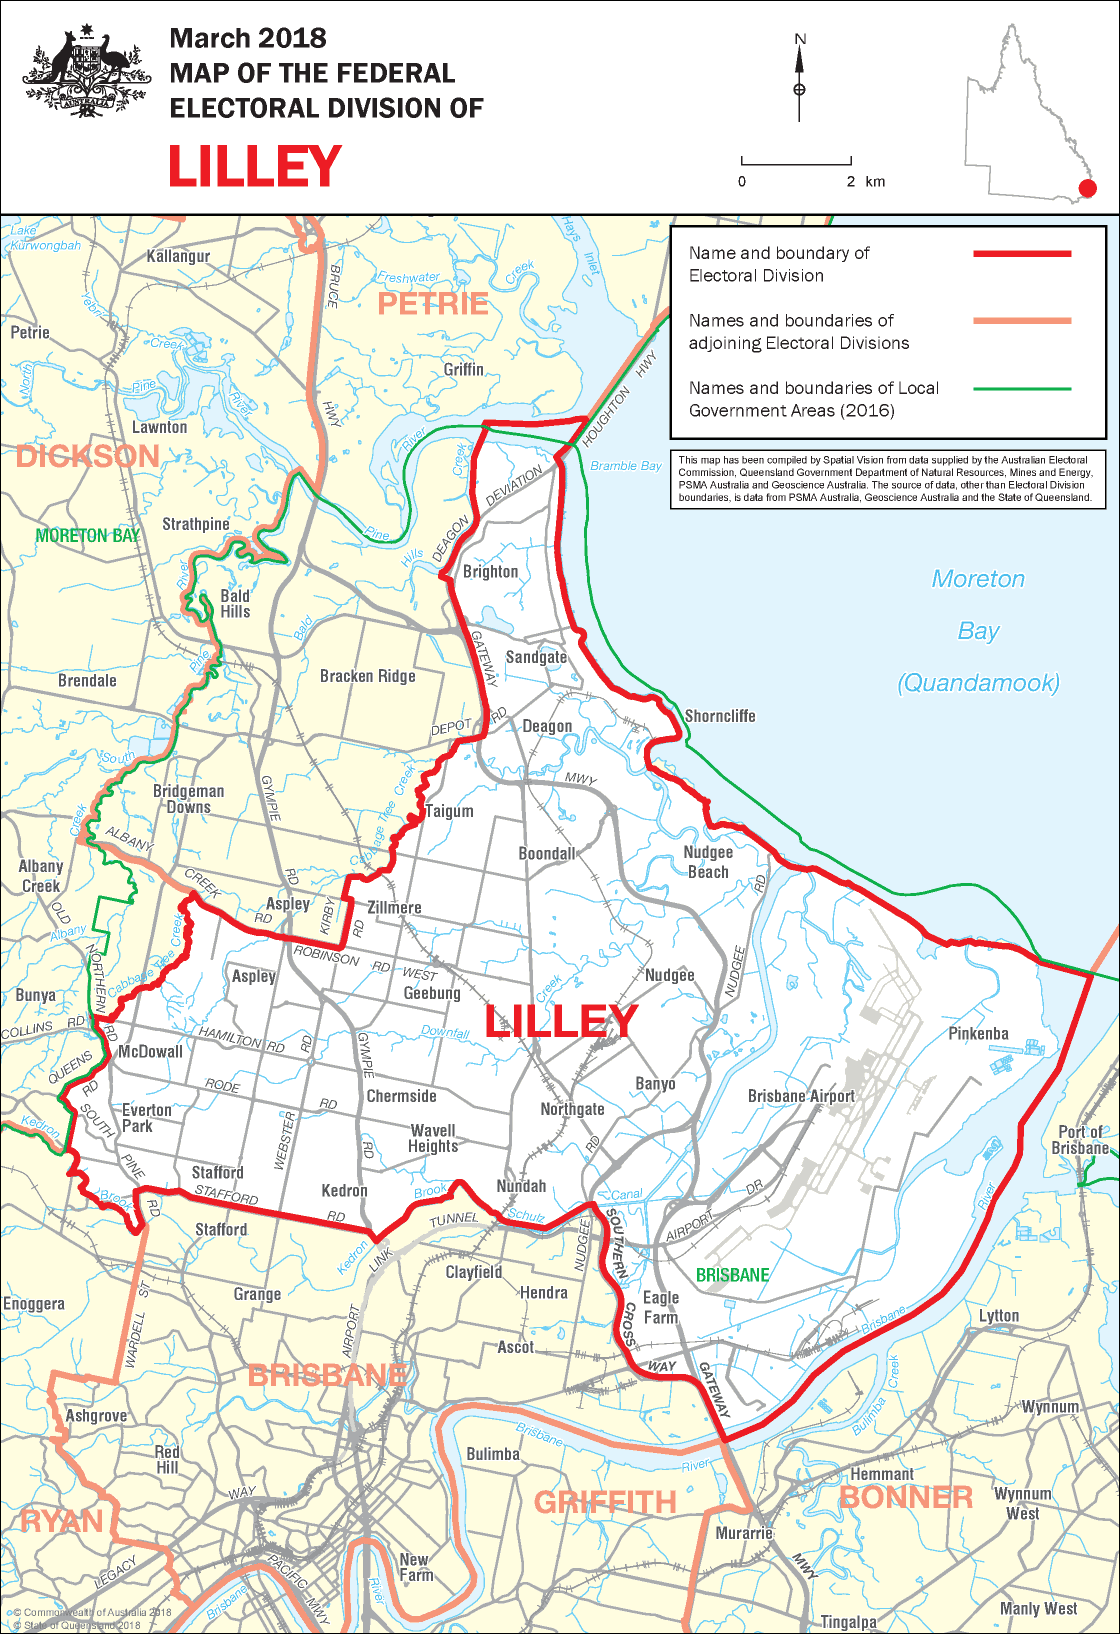 March 2018
MAP OF THE FEDERAL
ELECTORAL DIVISION OF
LILLEY
AUSTRALIA
N
0 2 km
Name and boundary of
Electoral Division
Names and boundaries of
adjoining Electoral Divisions
Names and boundaries of Local
Government Areas (2016)
This map has been compiled by Spatial Vision from data supplied by the Australian Electoral
Commission, Queensland Government Department of Natural Resources, Mines and Energy,
PSMA Australia and Geoscience Australia. The source of data, other than Electoral Division
boundaries, is data from PSMA Australia, Geoscience Australia and the State of Queensland.
Lake
Kurwongbah
Kallangur
BRUCE
HWY
Freshwater
Creek
Hays
Inlet
PETRIE
Petrie
Yebri
Creek
North
Pine
River
Griffin
HOUGHTON
HWY
Lawnton
DICKSON
River
Creek
Bramble Bay
DEVIATION
DEAGON
Strathpine
MORETON BAY
Pine
Hills
Brighton
River
Bald
Hills
Bald
Moreton
Bay
(Quandamook)
GATEWAY
Sandgate
Pine
Brendale
Bracken Ridge
Shorncliffe
DEPOT RD
Deagon
South
MWY
Bridgeman
Downs
GYMPIE
RD
Cabbage Tree Creek
Taigum
Creek
ALBANY
CREEK
RD
Boondall
Nudgee
Beach
Albany
Creek
OLD
NORTHERN
RD
Albany
Aspley
KIRBY
RD
Zillmere
NUDGEE
RD
ROBINSON RD WEST
Cabbage Tree Creek
Aspley
Geebung
Creek
Nudgee
Bunya
LILLEY
COLLINS RD
HAMILTON RD
RD
GYMPIE
RD
Downfall
Pinkenba
McDowall
QUEENS
RD
RODE
RD
Chermside
Banyo
Brisbane Airport
Everton
Park
SOUTH
PINE
RD
Northgate
RD
Kedron
WEBSTER
Wavell
Heights
Port of
Brisbane
Stafford
STAFFORD
RD
Kedron
Brook
Nundah
Canal
DR
AIRPORT
River
Brook
Stafford
TUNNEL
Schulz
NUDGEE
SOUTHERN
CROSS
WAY
Kedron
LINK
Clayfield
BRISBANE
Enoggera
ST
WARDELL
Grange
AIRPORT
Hendra
Eagle
Farm
Brisbane
Lytton
Ascot
BRISBANE
GATEWAY
Creek
Bulimba
Ashgrove
Wynnum
Red
Hill
Brisbane
Bulimba
River
Hemmant
WAY
GRIFFITH
BONNER
Wynnum
West
RYAN
Murarrie
LEGACY
PACIFIC
MWY
New
Farm
MWY
Brisbane
River
Manly West
Tingalpa
© Commonwealth of Australia 2018
© State of Queensland 2018